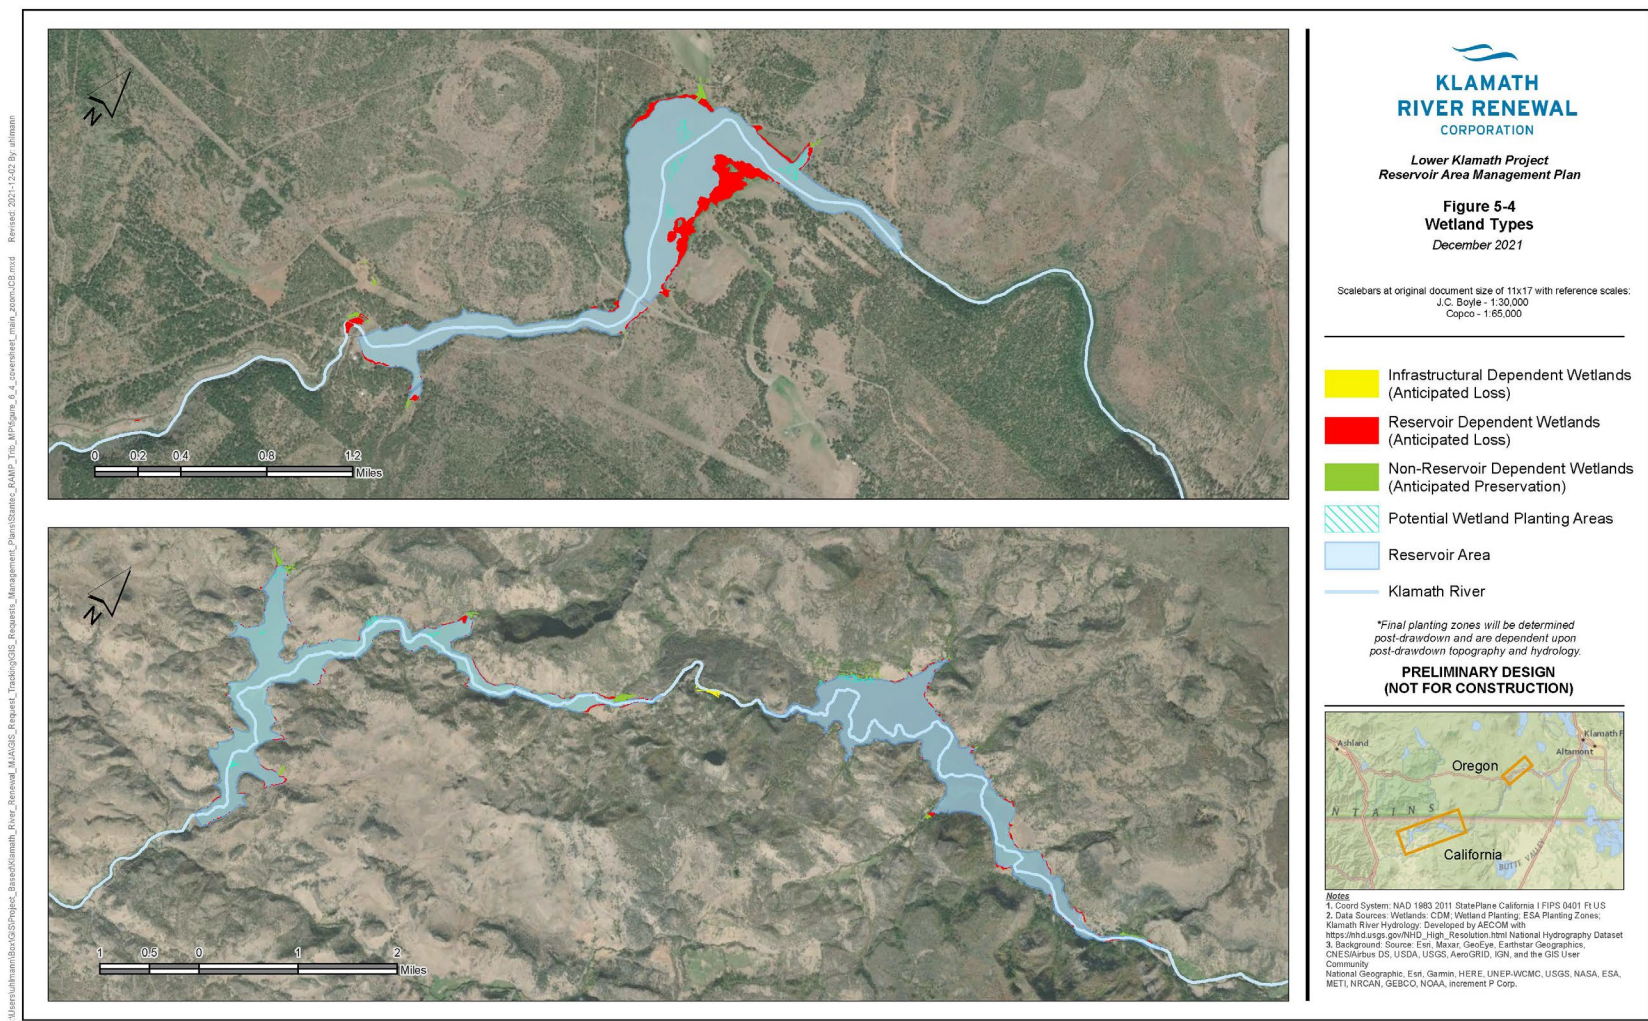 KLAMATH
RIVER RENEWAL
CORPORATION
Lower Klamath Project
Reservoir Area Management Plan
Figure 5-4
Wetland Types
December 2021
Scalebars at original document size of 11x17 with reference scales:
J.C. Boyle - 1:30,000
Copco - 1:65,000
Infrastructural Dependent Wetlands
(Anticipated Loss)
Reservoir Dependent Wetlands
(Anticipated Loss)
Non-Reservoir Dependent Wetlands
(Anticipated Preservation)
Potential Wetland Planting Areas
Reservoir Area
Klamath River
*Final planting zones will be determined
post-drawdown and are dependent upon
post-drawdown topography and hydrology.
PRELIMINARY DESIGN
(NOT FOR CONSTRUCTION)
Ashland
Klamath F
Altamont
Oregon
NTAINS
California
BUTTE VALLEY
Notes
1. Coord System: NAD 1983 2011 StatePlane California I FIPS 0401 Ft US
2. Data Sources: Wetlands: CDM; Wetland Planting; ESA Planting Zones;
Klamath River Hydrology: Developed by AECOM with
https://nhd.usgs.gov/NHD_High_Resolution.html National Hydrography Dataset
3. Background: Source: Esri, Maxar, GeoEye, Earthstar Geographics,
CNES/Airbus DS, USDA, USGS, AeroGRID, IGN, and the GIS User
Community
National Geographic, Esri, Garmin, HERE, UNEP-WCMC, USGS, NASA, ESA,
METI, NRCAN, GEBCO, NOAA, increment P Corp.
N
0 0.2 0.4 0.8 1.2
Miles
N
1 0.5 0 1 2
Miles
Revised: 2021-12-02 By: uhlmann